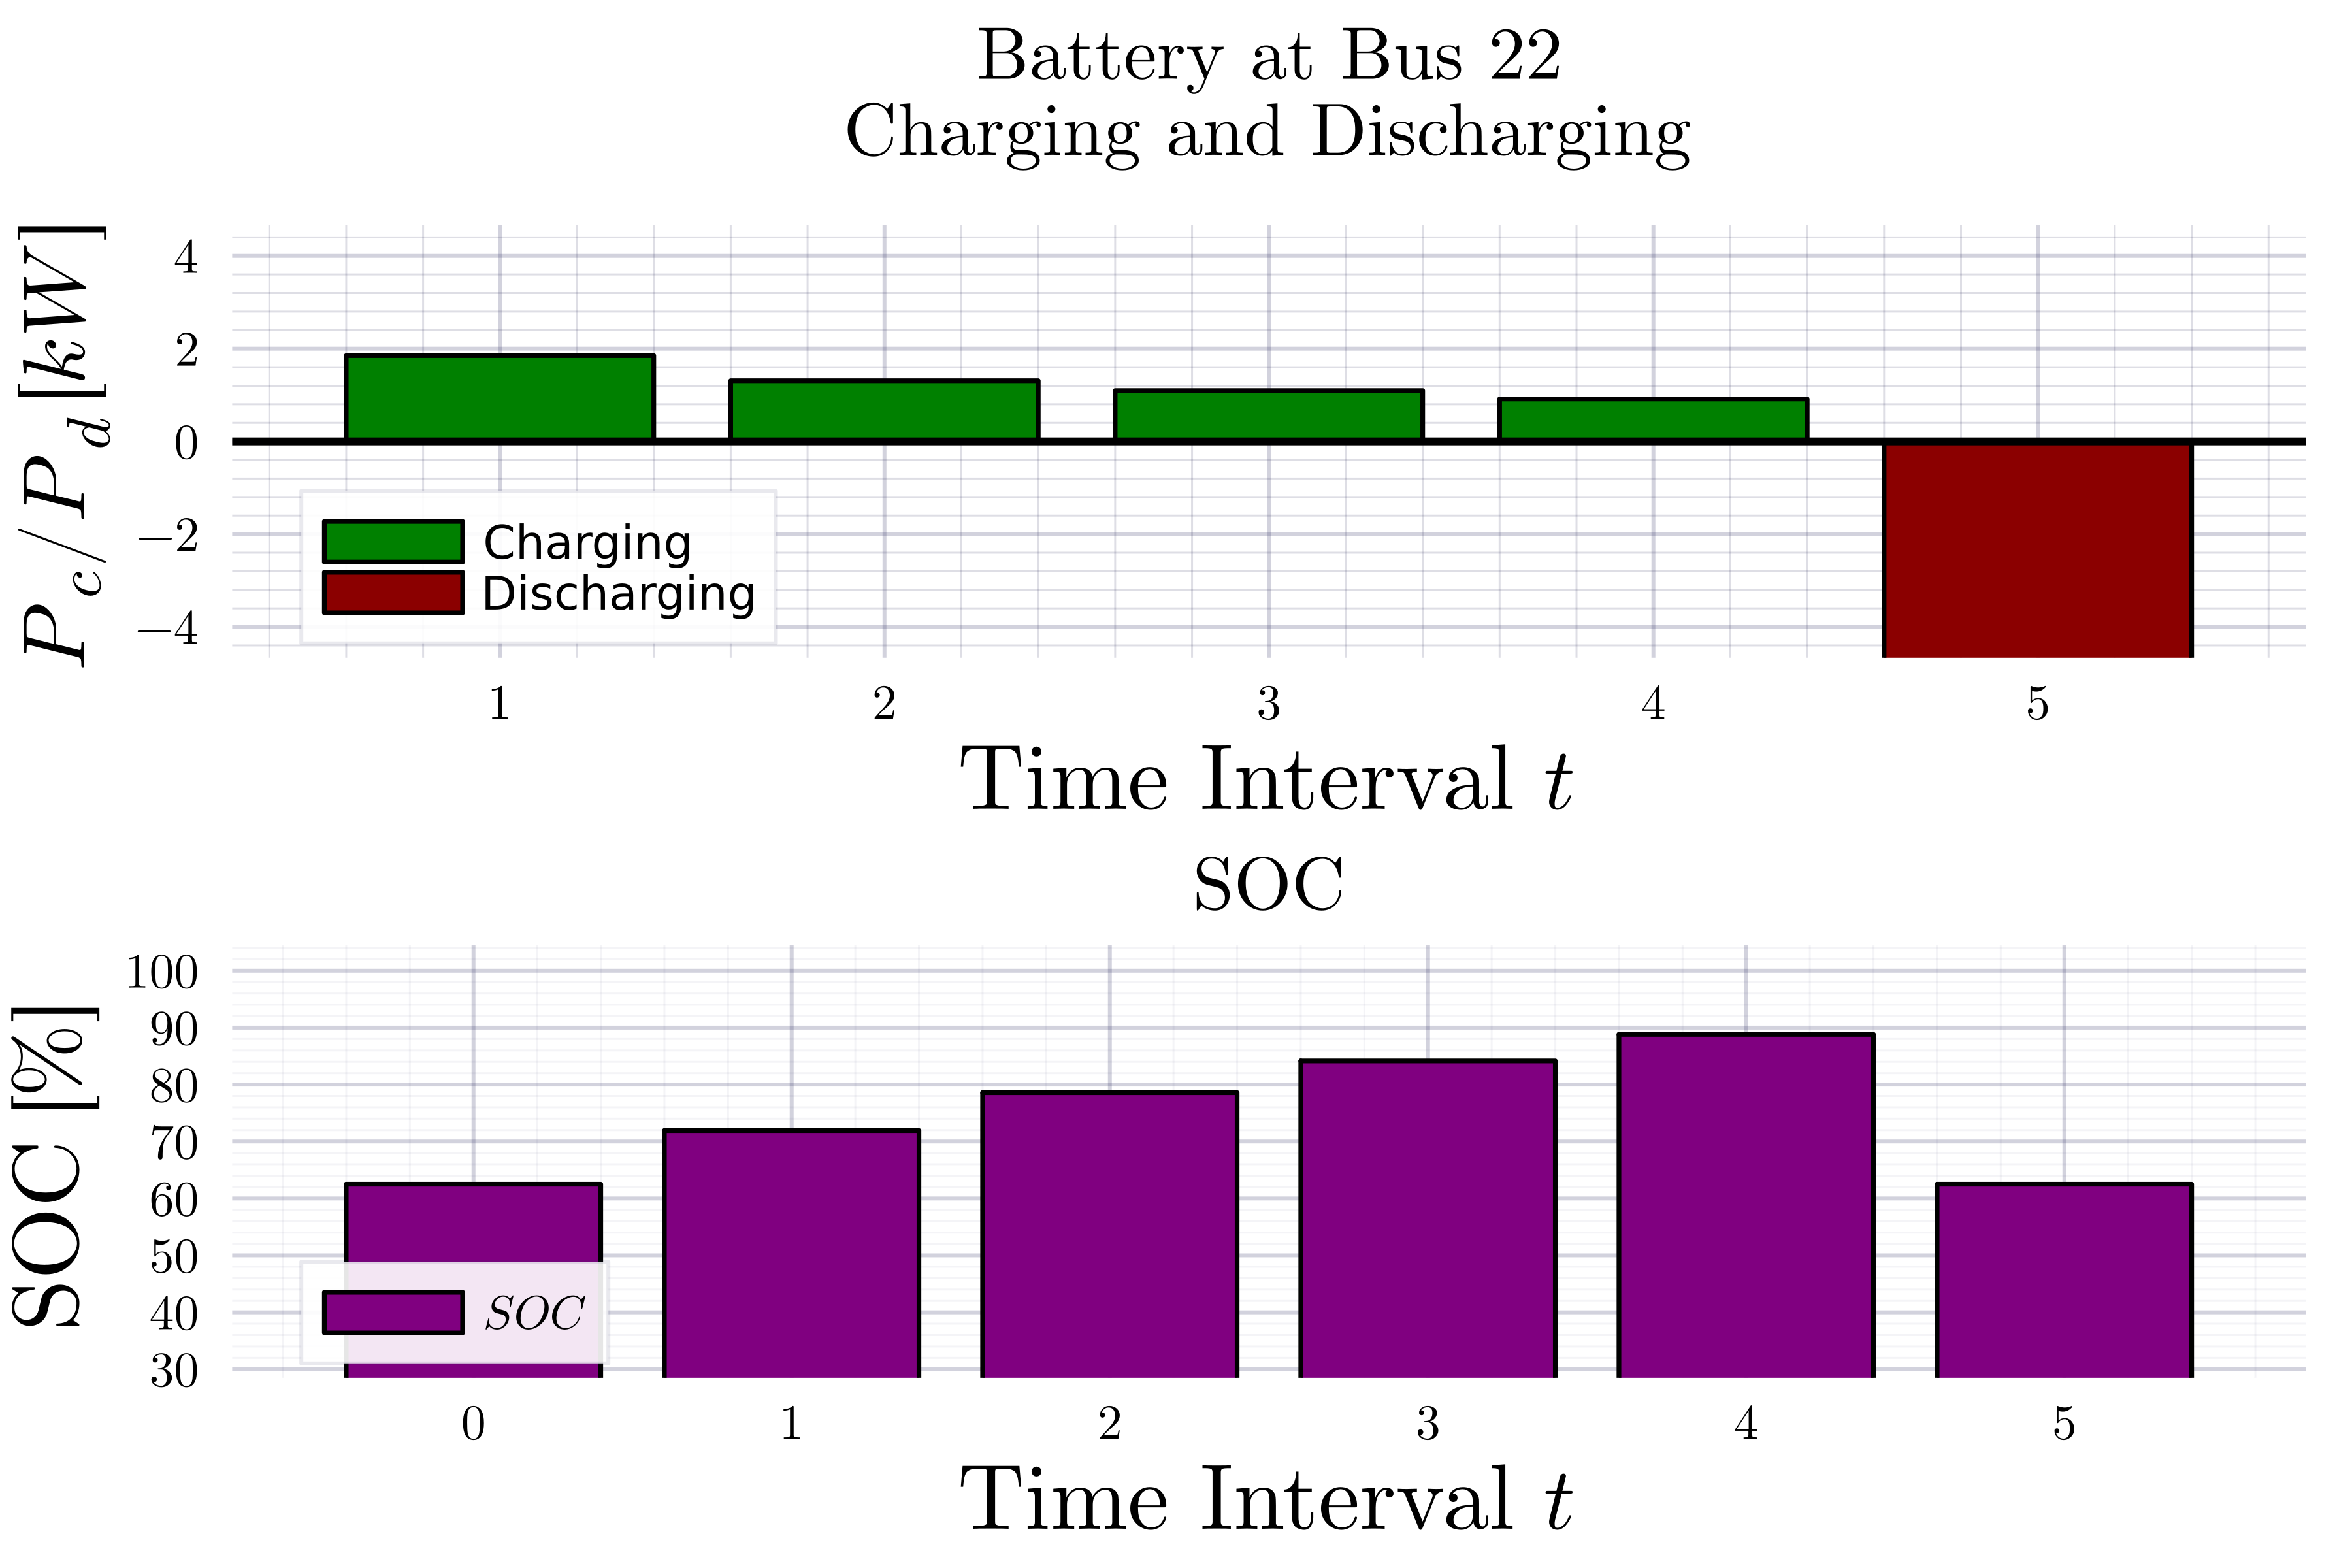 Battery at Bus 22
Charging and Discharging
P_c/P_d [kW]
4
2
0
−2
−4
Charging
Discharging
1 2 3 4 5
Time Interval t
SOC
SOC [%]
100
90
80
70
60
50
40
30
SOC
0 1 2 3 4 5
Time Interval t